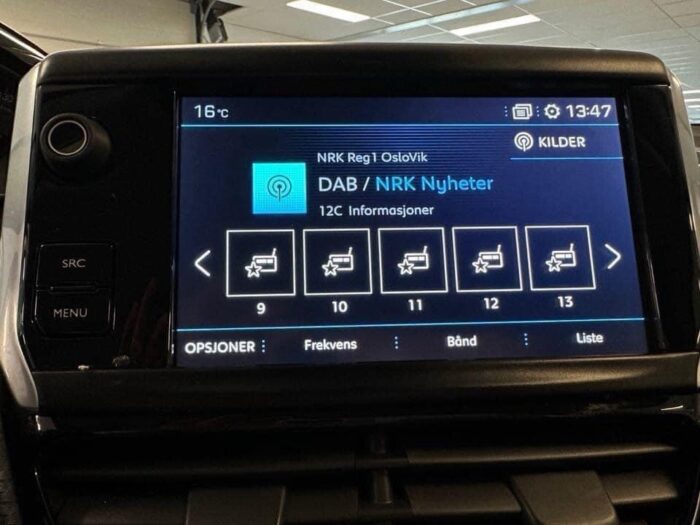 16°C 13:47
KILDER
NRK Reg1 OsloVik
DAB / NRK Nyheter
12C Informasjoner
9 10 11 12 13
SRC
MENU
OPSJONER Frekvens Bånd Liste